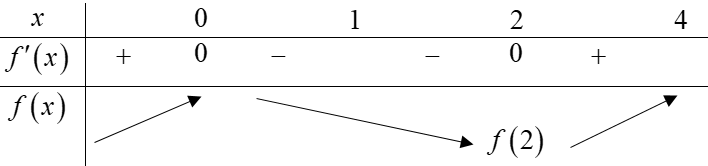 x 0 1 2 4
f′(x) + 0 − − 0 +
f(x) f(2)